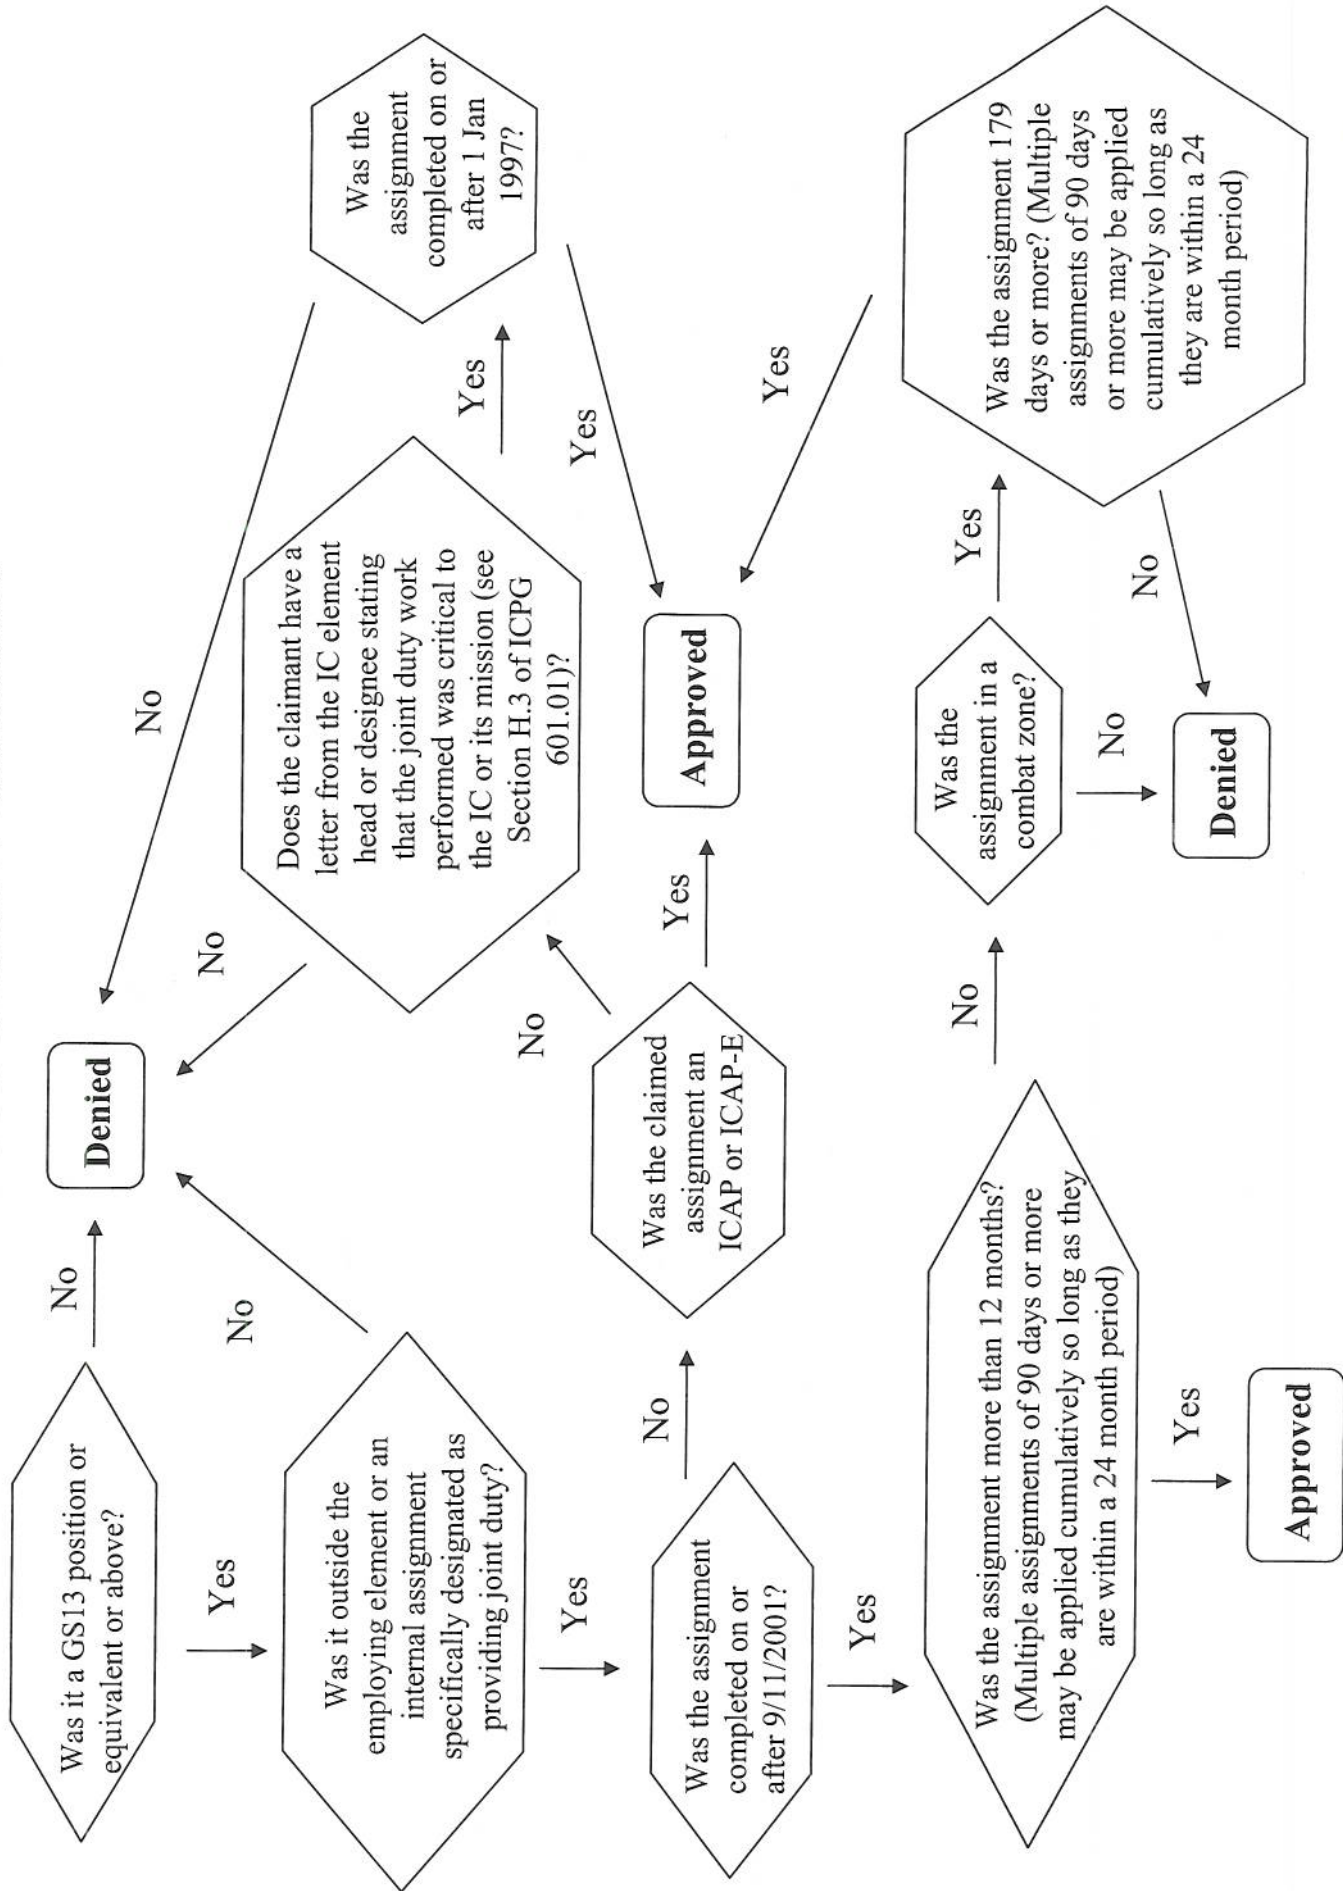 Was it a GS13 position or
equivalent or above?
No
Denied
Yes
No
No
No
Was it outside the
employing element or an
internal assignment
specifically designated as
providing joint duty?
Does the claimant have a
letter from the IC element
head or designee stating
that the joint duty work
performed was critical to
the IC or its mission (see
Section H.3 of ICPG
601.01)?
Yes
Was the
assignment
completed on or
after 1 Jan
1997?
Yes
No
Yes
Was the assignment
completed on or
after 9/11/2001?
No
Was the claimed
assignment an
ICAP or ICAP-E
Yes
Approved
Yes
Yes
Was the assignment more than 12 months?
(Multiple assignments of 90 days or more
may be applied cumulatively so long as they
are within a 24 month period)
No
Was the
assignment in a
combat zone?
Yes
Was the assignment 179
days or more? (Multiple
assignments of 90 days
or more may be applied
cumulatively so long as
they are within a 24
month period)
No
No
Denied
Yes
Approved